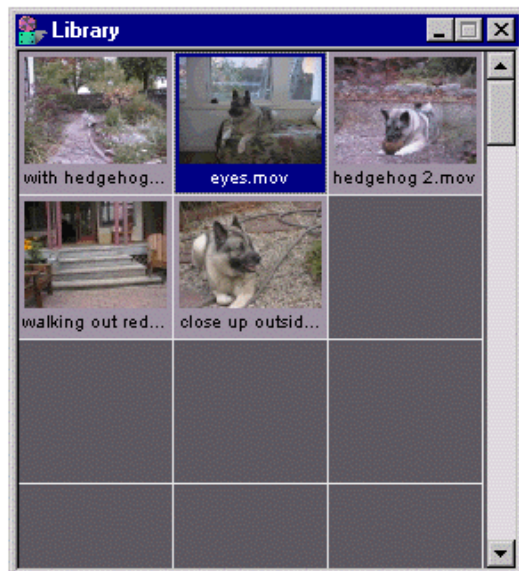 Library
with hedgehog...
eyes.mov
hedgehog 2.mov
walking out red...
close up outsid...